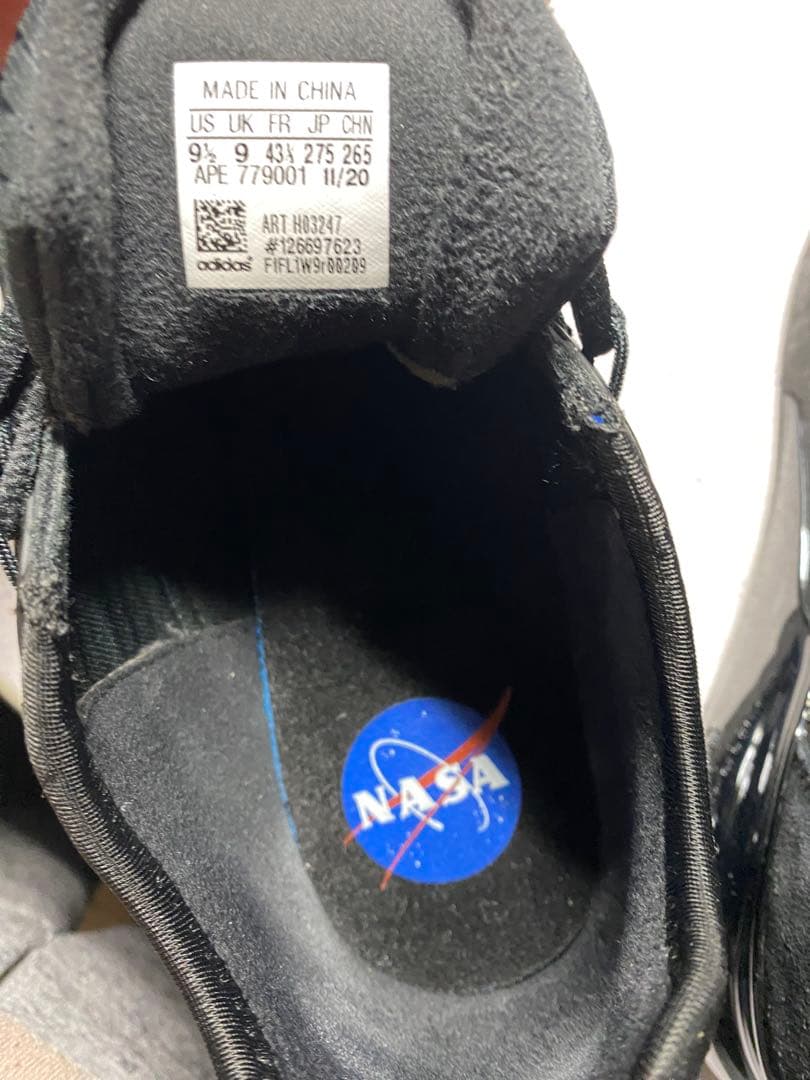 MADE IN CHINA
US UK FR JP CHN
9½ 9 43⅓ 275 265
APE 779001 11/20
ART H03247
#126697623
adidas® F1FL1W9r00209
NASA